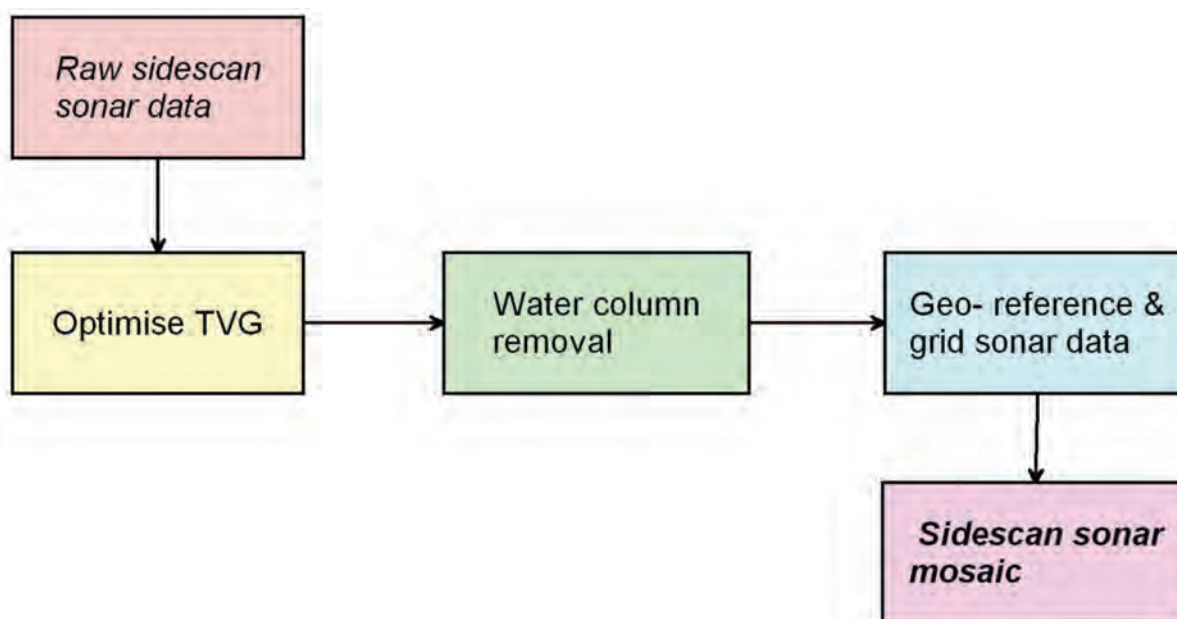 Raw sidescan
sonar data
Optimise TVG
Water column
removal
Geo- reference &
grid sonar data
Sidescan sonar
mosaic